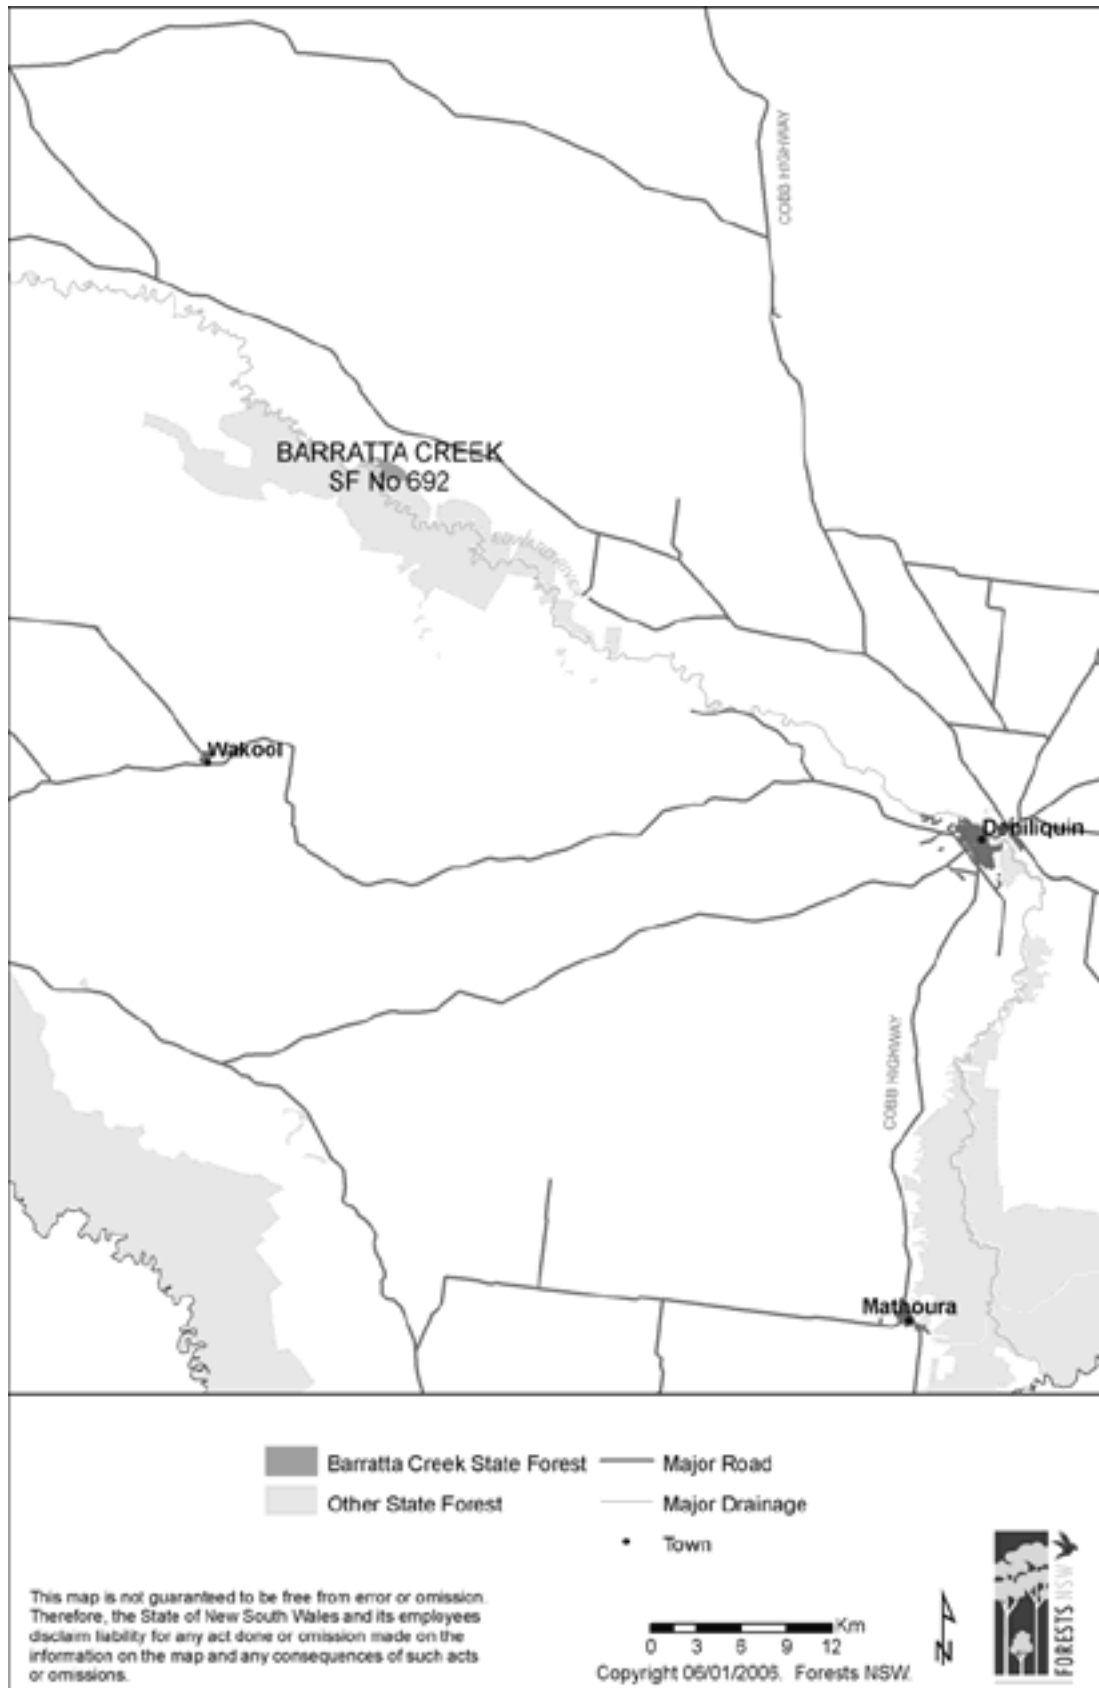 COBB HIGHWAY
BARRATTA CREEK
SF No 692
EDWARD RIVER
Wakool
Deniliquin
COBB HIGHWAY
Mathoura
Barratta Creek State Forest
Major Road
Other State Forest
Major Drainage
Town
This map is not guaranteed to be free from error or omission.
Therefore, the State of New South Wales and its employees
disclaim liability for any act done or omission made on the
information on the map and any consequences of such acts
or omissions.
Km
0 3 6 9 12
Copyright 06/01/2006. Forests NSW.
N
FORESTS NSW